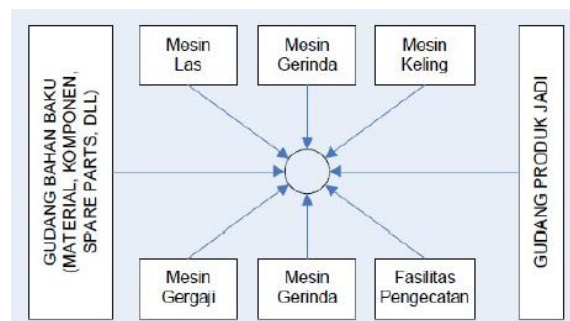 GUDANG BAHAN BAKU
(MATERIAL, KOMPONEN,
SPARE PARTS, DLL)
Mesin
Las
Mesin
Gerinda
Mesin
Keling
Mesin
Gergaji
Mesin
Gerinda
Fasilitas
Pengecatan
GUDANG PRODUK JADI